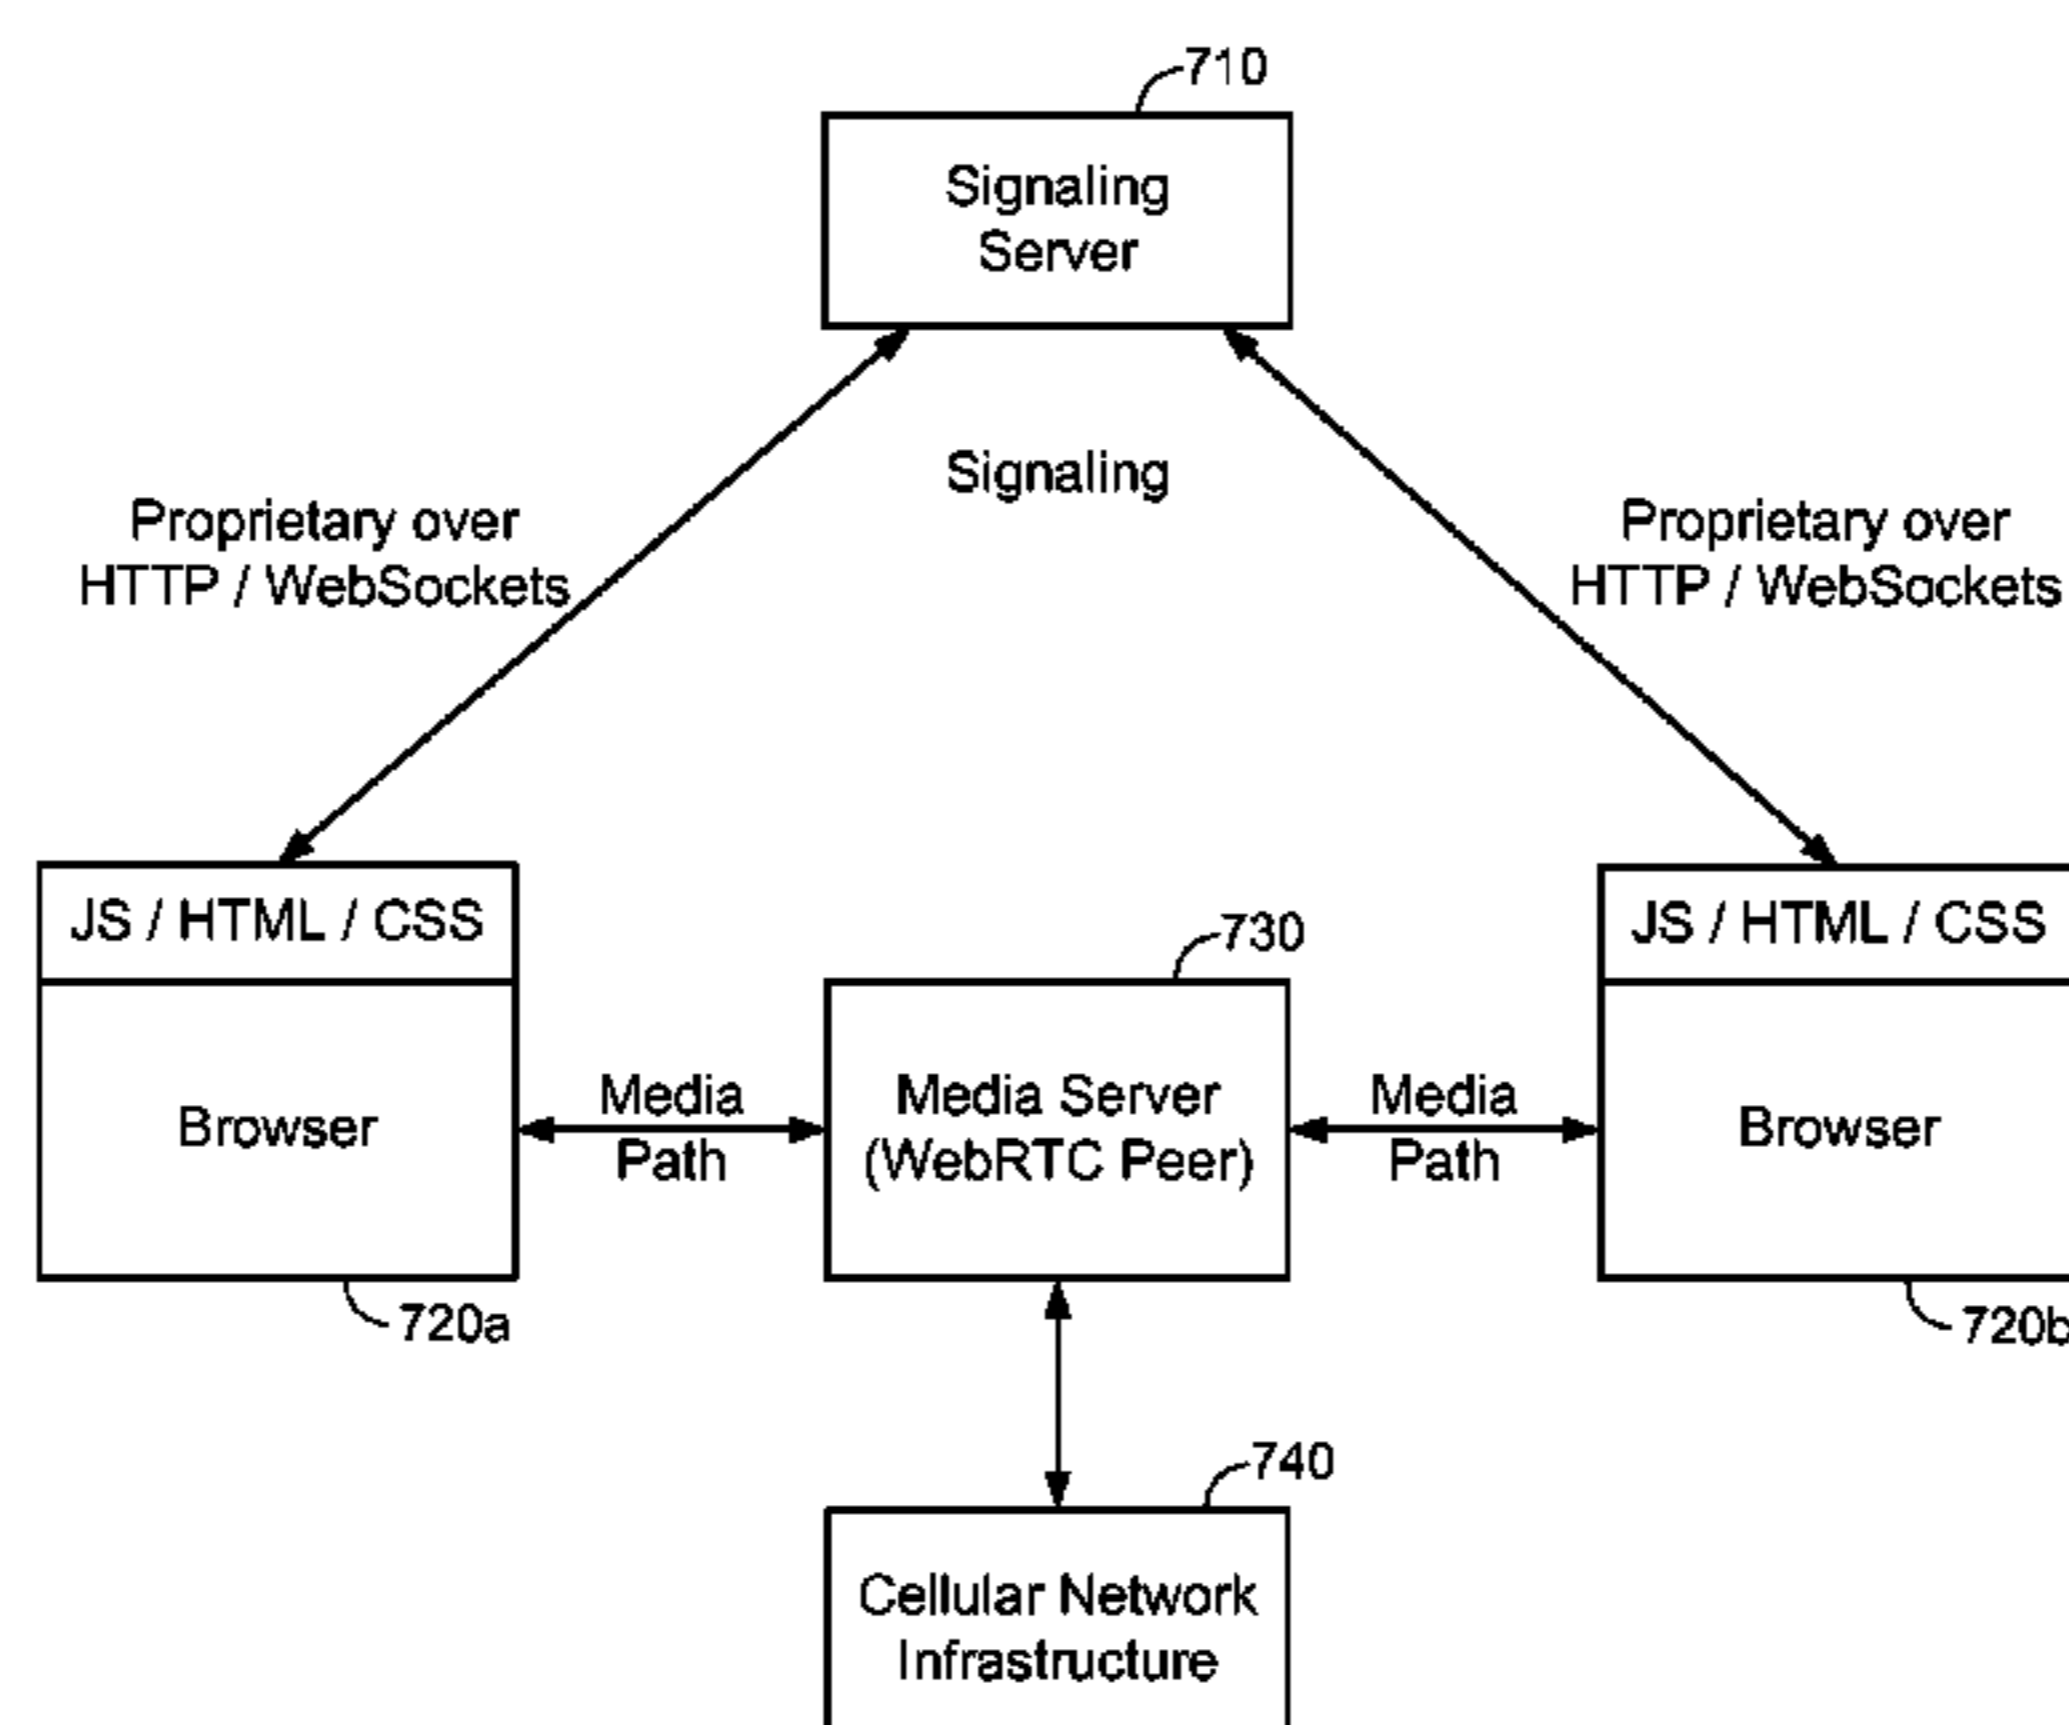 710
Signaling
Server
Signaling
Proprietary over
HTTP / WebSockets
Proprietary over
HTTP / WebSockets
JS / HTML / CSS
JS / HTML / CSS
730
Browser
Media
Path
Media Server
(WebRTC Peer)
Media
Path
Browser
720a
720b
740
Cellular Network
Infrastructure